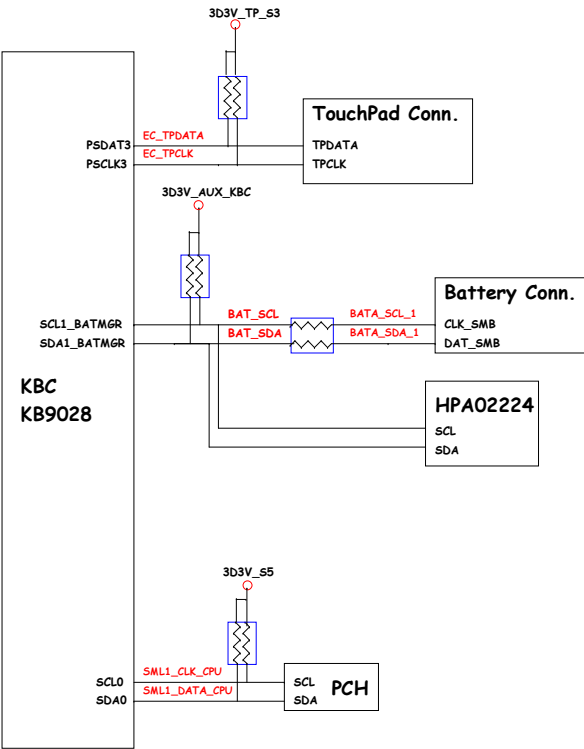 3D3V_TP_S3
TouchPad Conn.
PSDAT3 EC_TPDATA TPDATA
PSCLK3 EC_TPCLK TPCLK
3D3V_AUX_KBC
Battery Conn.
SCL1_BATMGR BAT_SCL BATA_SCL_1 CLK_SMB
SDA1_BATMGR BAT_SDA BATA_SDA_1 DAT_SMB
KBC
KB9028
HPA02224
SCL
SDA
3D3V_S5
SCL0 SML1_CLK_CPU SCL
SDA0 SML1_DATA_CPU SDA
PCH